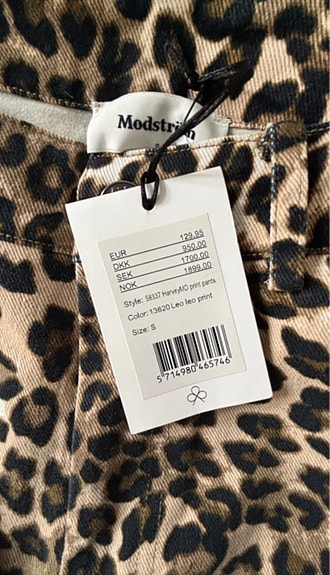 Modström
EUR 129.95
DKK 950.00
SEK 1700.00
NOK 1899.00
Style: 58337 HarveyMD print pants
Color: 13620 Leo leo print
Size: S
5 714980 465746